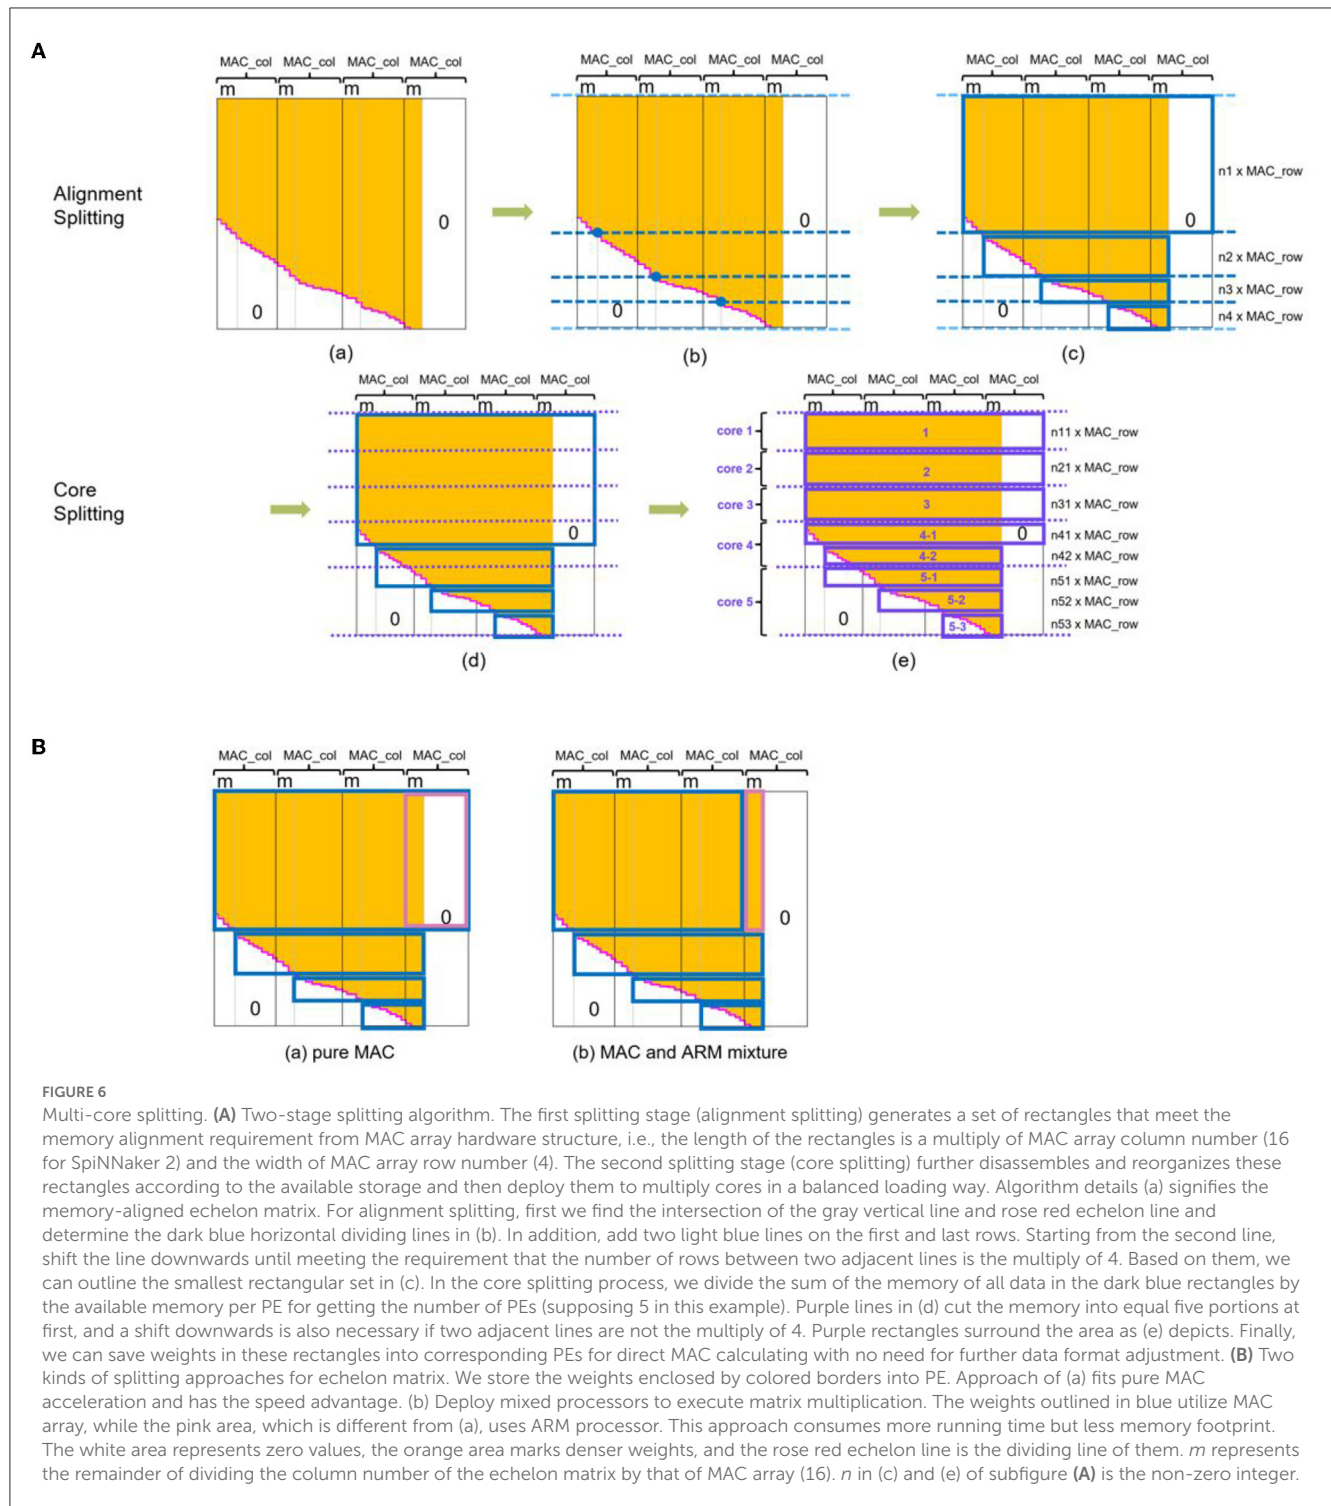 A
MAC_col MAC_col MAC_col MAC_col
m m m m
0
0
(a)
Alignment
Splitting
MAC_col MAC_col MAC_col MAC_col
m m m m
0
0
(b)
MAC_col MAC_col MAC_col MAC_col
m m m m
0
0
n1 x MAC_row
n2 x MAC_row
n3 x MAC_row
n4 x MAC_row
(c)
Core
Splitting
MAC_col MAC_col MAC_col MAC_col
m m m m
0
0
(d)
MAC_col MAC_col MAC_col MAC_col
m m m m
core 1 1 n11 x MAC_row
core 2 2 n21 x MAC_row
core 3 3 n31 x MAC_row
core 4 4-1 0 n41 x MAC_row
4-2 n42 x MAC_row
core 5 5-1 n51 x MAC_row
5-2 n52 x MAC_row
0 5-3 n53 x MAC_row
(e)
B
MAC_col MAC_col MAC_col MAC_col
m m m m
0
0
(a) pure MAC
MAC_col MAC_col MAC_col MAC_col
m m m m
0
0
(b) MAC and ARM mixture
FIGURE 6
Multi-core splitting. (A) Two-stage splitting algorithm. The first splitting stage (alignment splitting) generates a set of rectangles that meet the
memory alignment requirement from MAC array hardware structure, i.e., the length of the rectangles is a multiply of MAC array column number (16
for SpiNNaker 2) and the width of MAC array row number (4). The second splitting stage (core splitting) further disassembles and reorganizes these
rectangles according to the available storage and then deploy them to multiply cores in a balanced loading way. Algorithm details (a) signifies the
memory-aligned echelon matrix. For alignment splitting, first we find the intersection of the gray vertical line and rose red echelon line and
determine the dark blue horizontal dividing lines in (b). In addition, add two light blue lines on the first and last rows. Starting from the second line,
shift the line downwards until meeting the requirement that the number of rows between two adjacent lines is the multiply of 4. Based on them, we
can outline the smallest rectangular set in (c). In the core splitting process, we divide the sum of the memory of all data in the dark blue rectangles by
the available memory per PE for getting the number of PEs (supposing 5 in this example). Purple lines in (d) cut the memory into equal five portions at
first, and a shift downwards is also necessary if two adjacent lines are not the multiply of 4. Purple rectangles surround the area as (e) depicts. Finally,
we can save weights in these rectangles into corresponding PEs for direct MAC calculating with no need for further data format adjustment. (B) Two
kinds of splitting approaches for echelon matrix. We store the weights enclosed by colored borders into PE. Approach of (a) fits pure MAC
acceleration and has the speed advantage. (b) Deploy mixed processors to execute matrix multiplication. The weights outlined in blue utilize MAC
array, while the pink area, which is different from (a), uses ARM processor. This approach consumes more running time but less memory footprint.
The white area represents zero values, the orange area marks denser weights, and the rose red echelon line is the dividing line of them. m represents
the remainder of dividing the column number of the echelon matrix by that of MAC array (16). n in (c) and (e) of subfigure (A) is the non-zero integer.